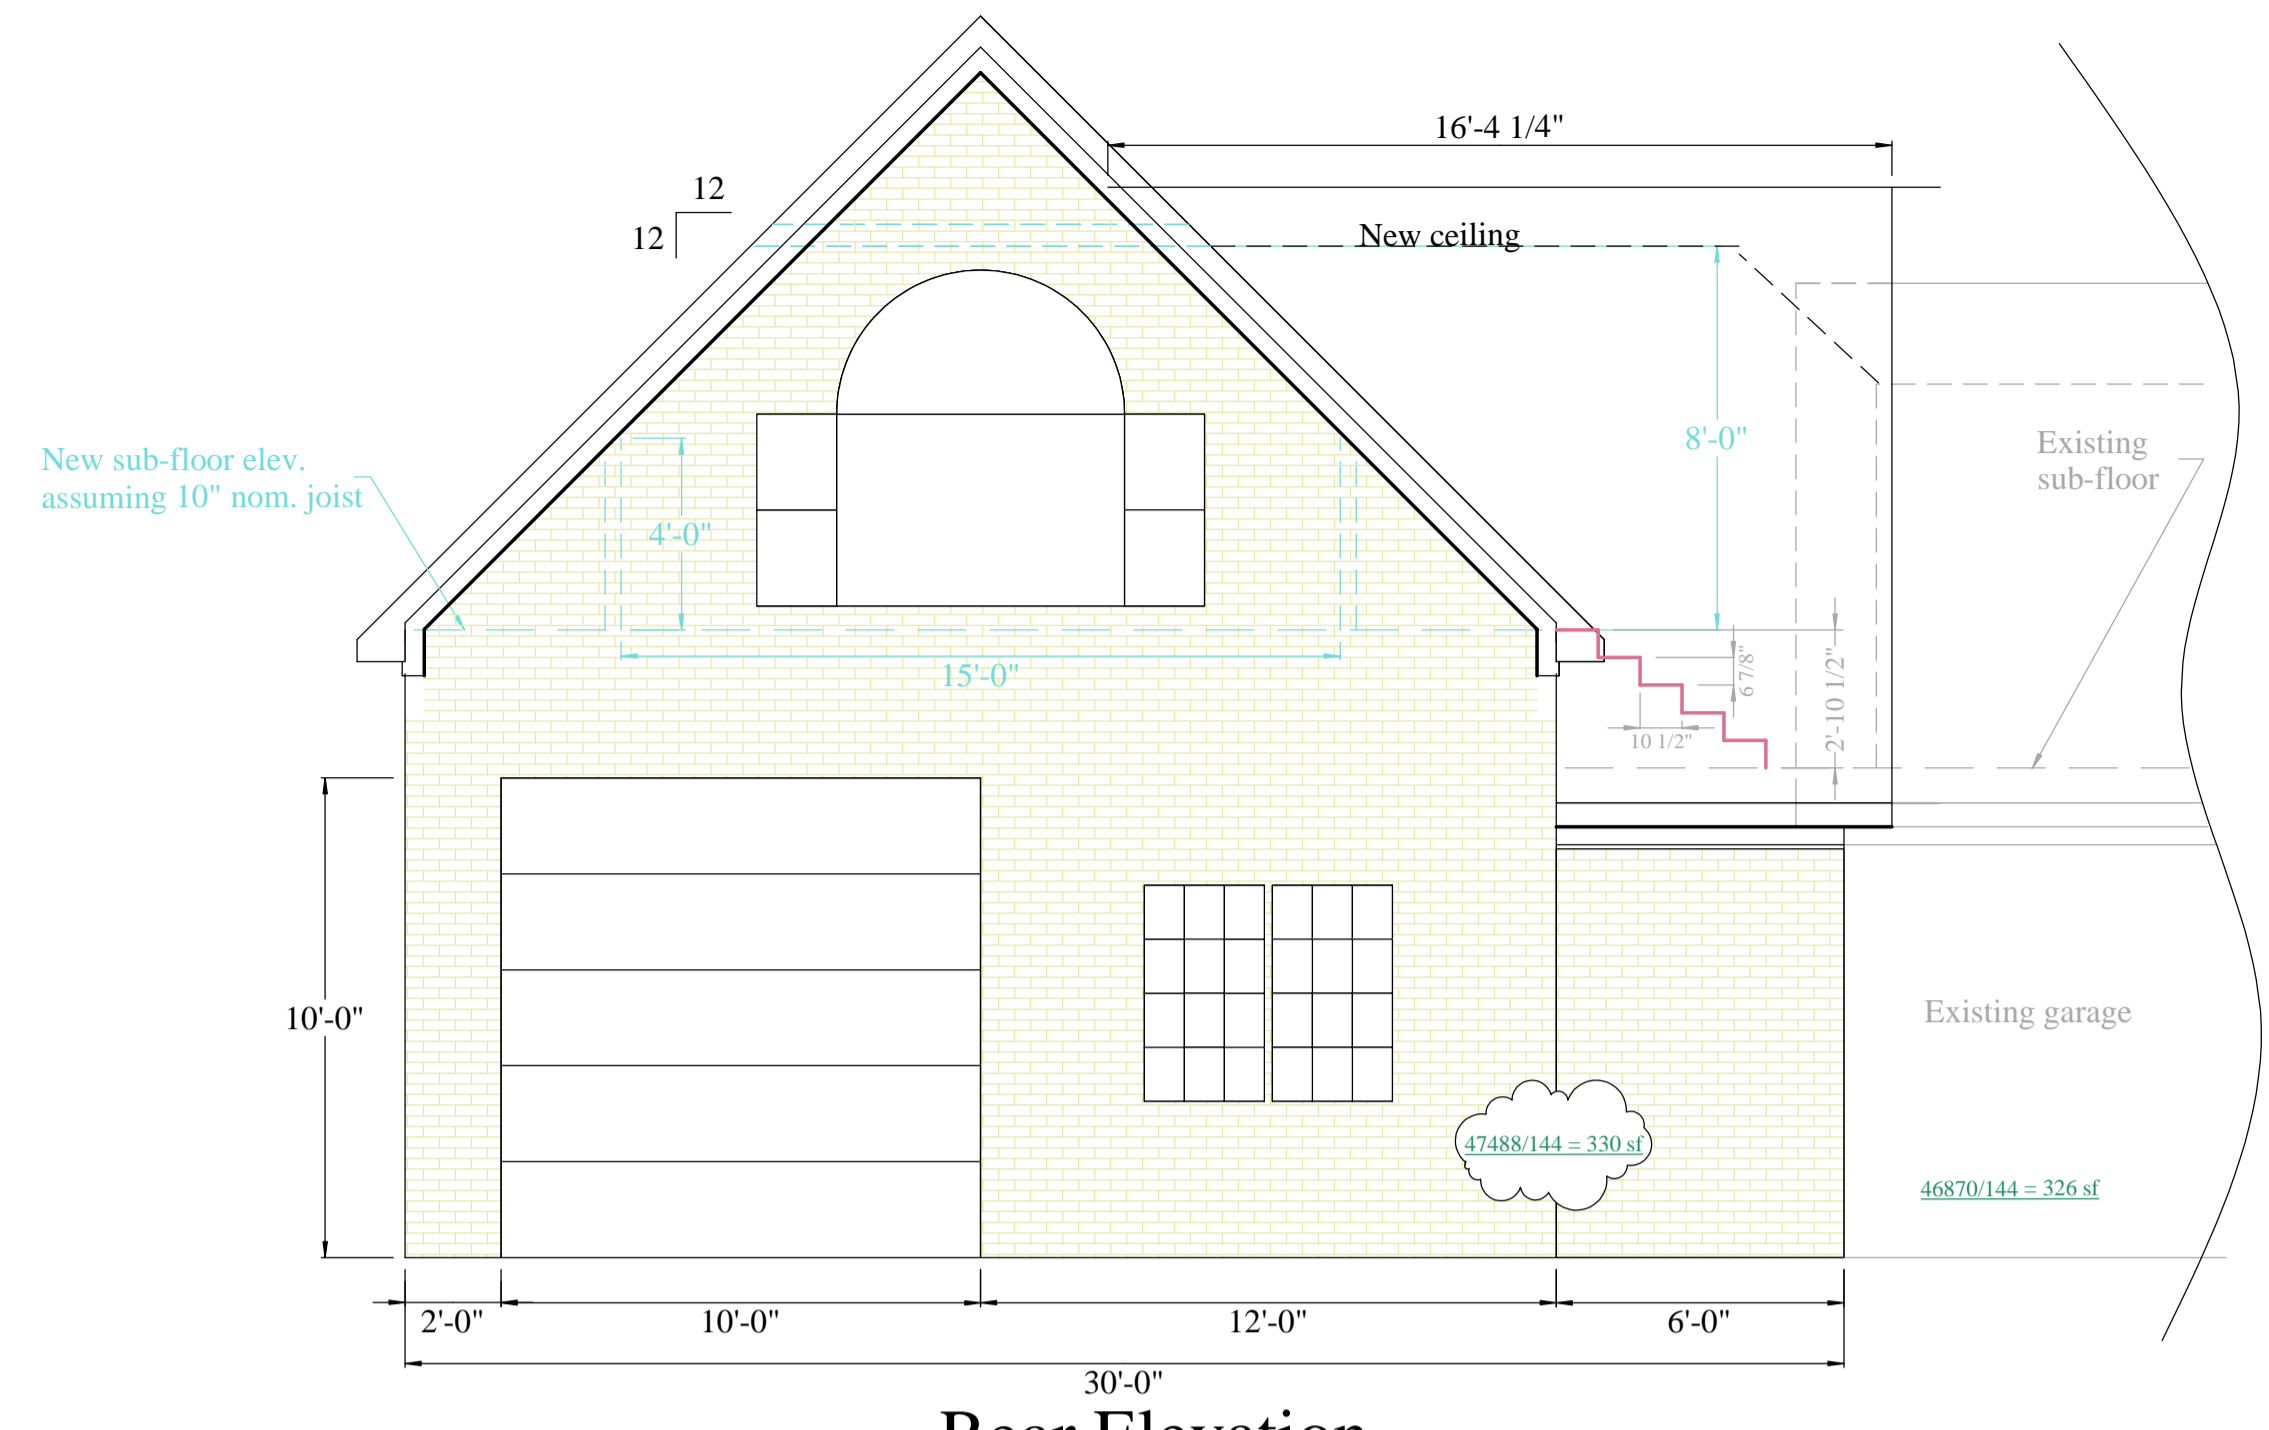 16'-4 1/4"
12
12
New ceiling
8'-0"
Existing
sub-floor
New sub-floor elev.
assuming 10" nom. joist
4'-0"
15'-0"
6 7/8"
2'-10 1/2"
10 1/2"
10'-0"
Existing garage
47488/144 = 330 sf
46870/144 = 326 sf
2'-0"
10'-0"
12'-0"
6'-0"
30'-0"
Rear Elevation